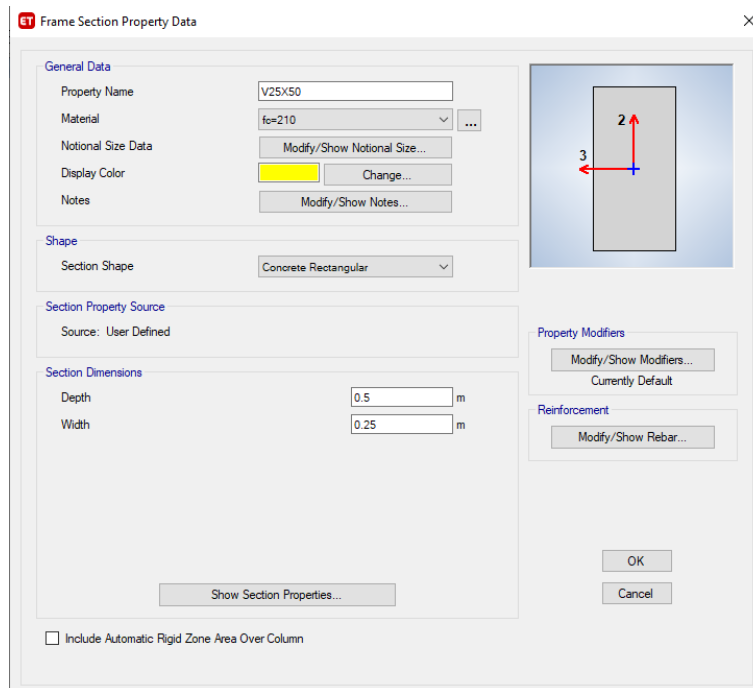 ET Frame Section Property Data
General Data
Property Name V25X50
Material fc=210 ...
Notional Size Data Modify/Show Notional Size...
Display Color Change...
Notes Modify/Show Notes...
2
3
Shape
Section Shape Concrete Rectangular
Section Property Source
Source: User Defined
Property Modifiers
Modify/Show Modifiers...
Currently Default
Section Dimensions
Depth 0.5 m
Width 0.25 m
Reinforcement
Modify/Show Rebar...
Show Section Properties...
OK
Cancel
Include Automatic Rigid Zone Area Over Column